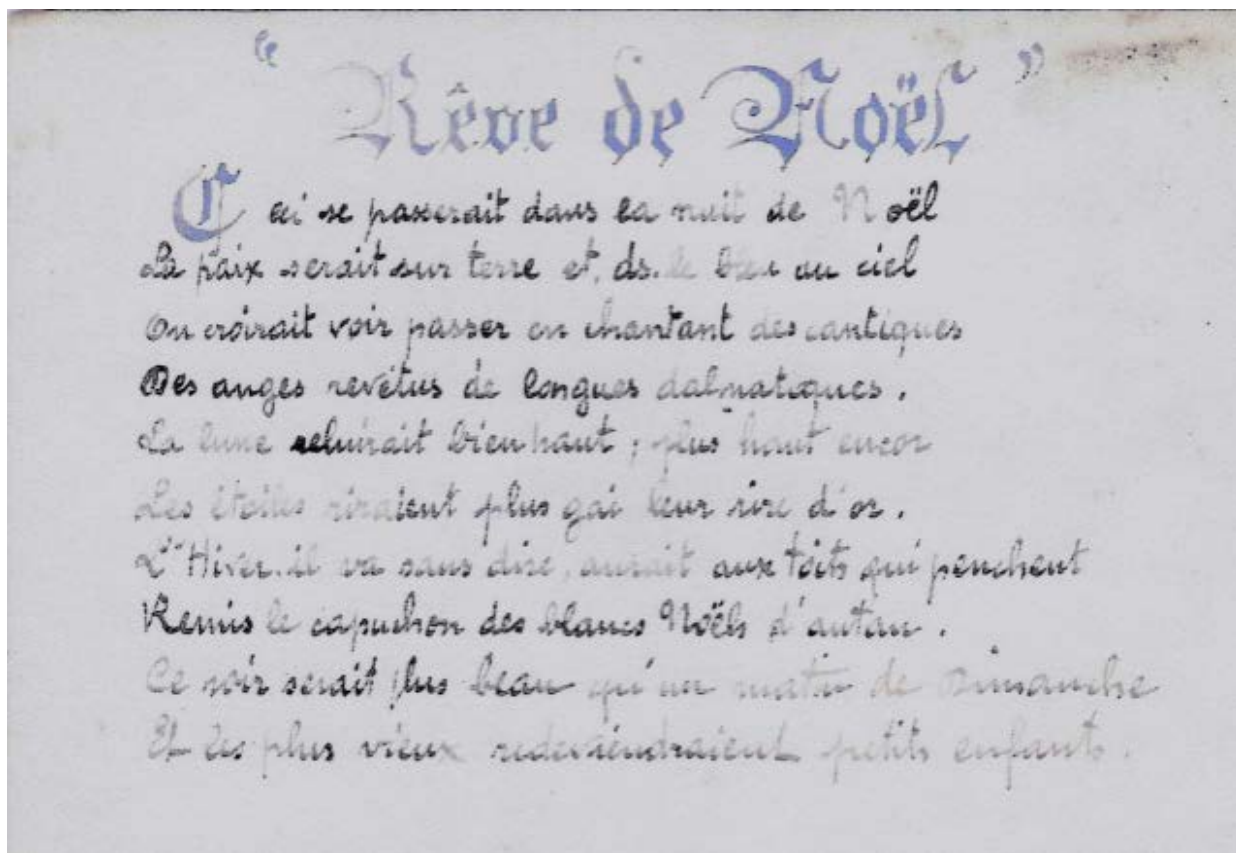 " Rêve de Noël "
Ceci se passerait dans la nuit de Noël
La paix serait sur terre et, ds. le bleu au ciel
On croirait voir passer en chantant des cantiques
Des anges revêtus de longues dalmatiques.
La lune reluirait bien haut ; plus haut encor
Les étoiles riraient plus gai leur rire d'or.
L'Hiver, il va sans dire, aurait aux toits qui penchent
Remis le capuchon des blancs Noëls d'autan.
Ce soir serait plus beau qu'un matin de Dimanche
Et les plus vieux redeviendraient petits enfants.